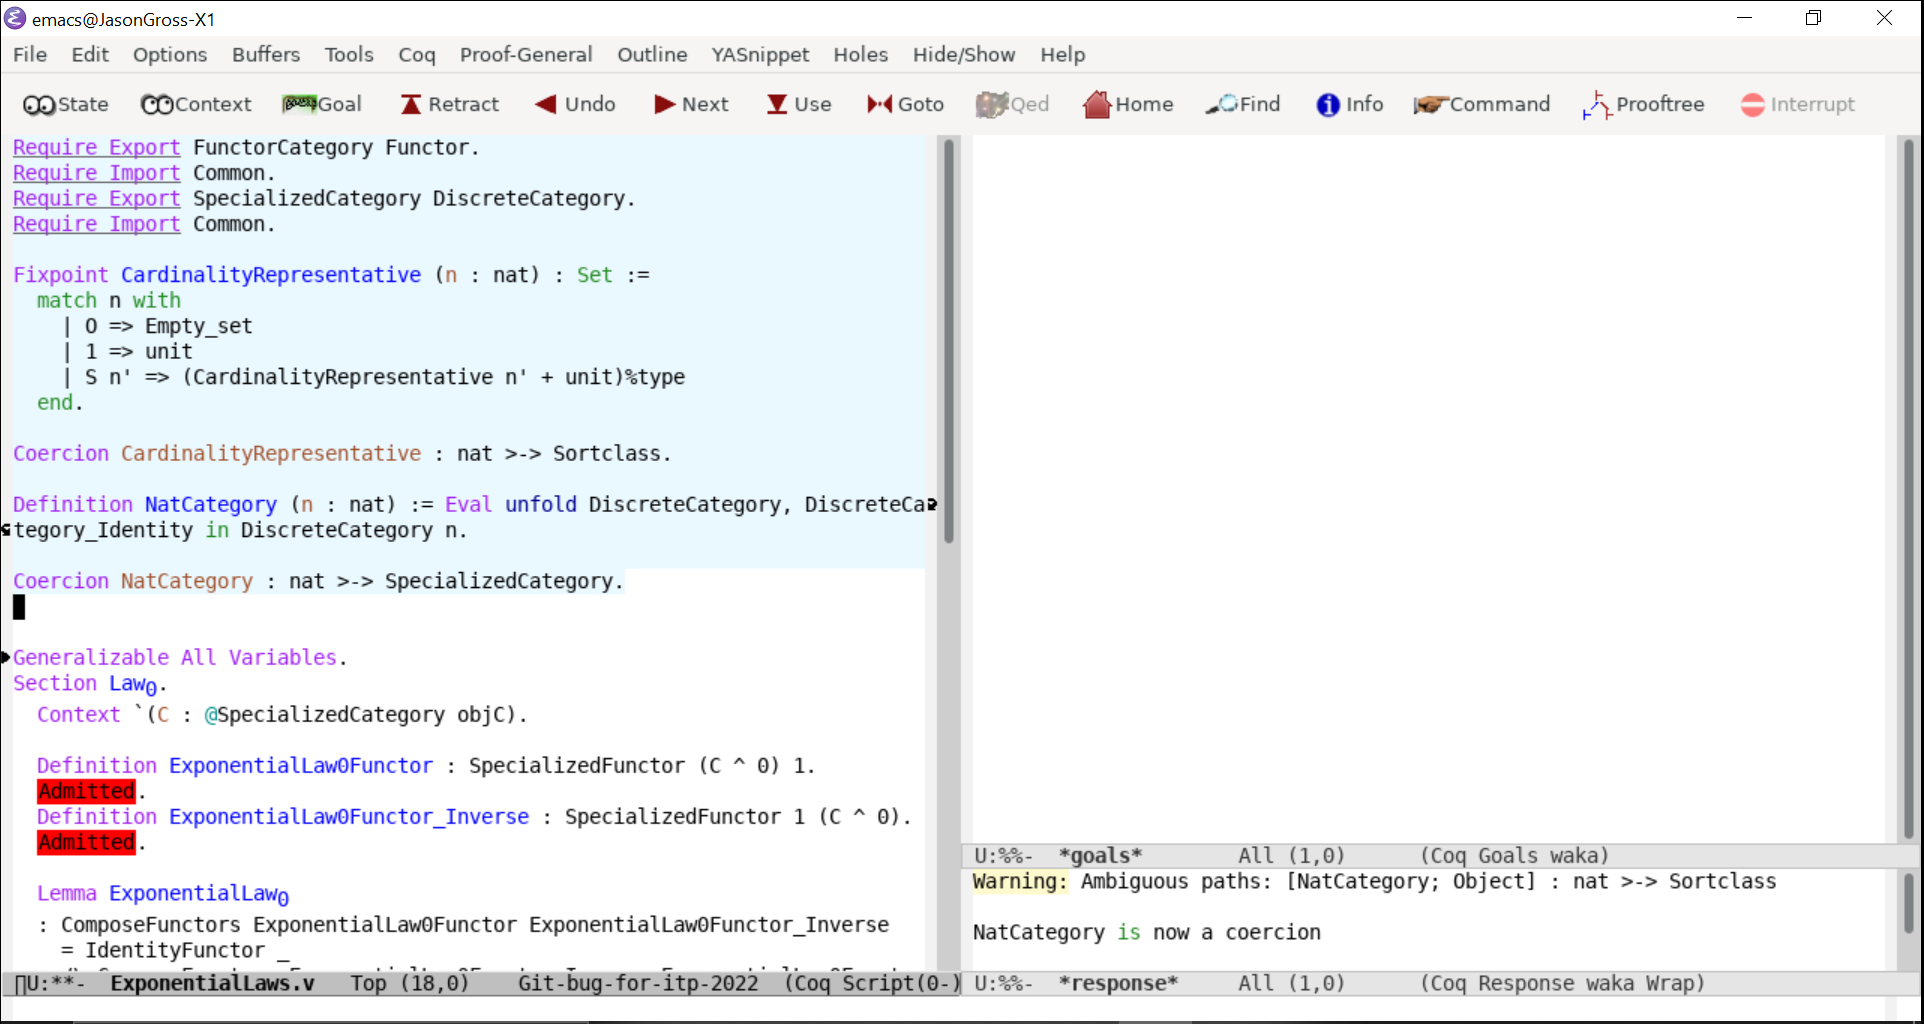 emacs@JasonGross-X1
File Edit Options Buffers Tools Coq Proof-General Outline YASnippet Holes Hide/Show Help
State Context Goal Retract Undo Next Use Goto Qed Home Find Info Command Prooftree Interrupt
Require Export FunctorCategory Functor.
Require Import Common.
Require Export SpecializedCategory DiscreteCategory.
Require Import Common.
Fixpoint CardinalityRepresentative (n : nat) : Set :=
match n with
| O => Empty_set
| 1 => unit
| S n' => (CardinalityRepresentative n' + unit)%type
end.
Coercion CardinalityRepresentative : nat >-> Sortclass.
Definition NatCategory (n : nat) := Eval unfold DiscreteCategory, DiscreteCa
tegory_Identity in DiscreteCategory n.
Coercion NatCategory : nat >-> SpecializedCategory.
Generalizable All Variables.
Section Law0.
Context `(C : @SpecializedCategory objC).
Definition ExponentialLaw0Functor : SpecializedFunctor (C ^ 0) 1.
Admitted.
Definition ExponentialLaw0Functor_Inverse : SpecializedFunctor 1 (C ^ 0).
Admitted.
Lemma ExponentialLaw0
: ComposeFunctors ExponentialLaw0Functor ExponentialLaw0Functor_Inverse
= IdentityFunctor _
U:**- ExponentialLaws.v Top (18,0) Git-bug-for-itp-2022 (Coq Script(0-)
U:%%- *goals* All (1,0) (Coq Goals waka)
Warning: Ambiguous paths: [NatCategory; Object] : nat >-> Sortclass
NatCategory is now a coercion
U:%%- *response* All (1,0) (Coq Response waka Wrap)